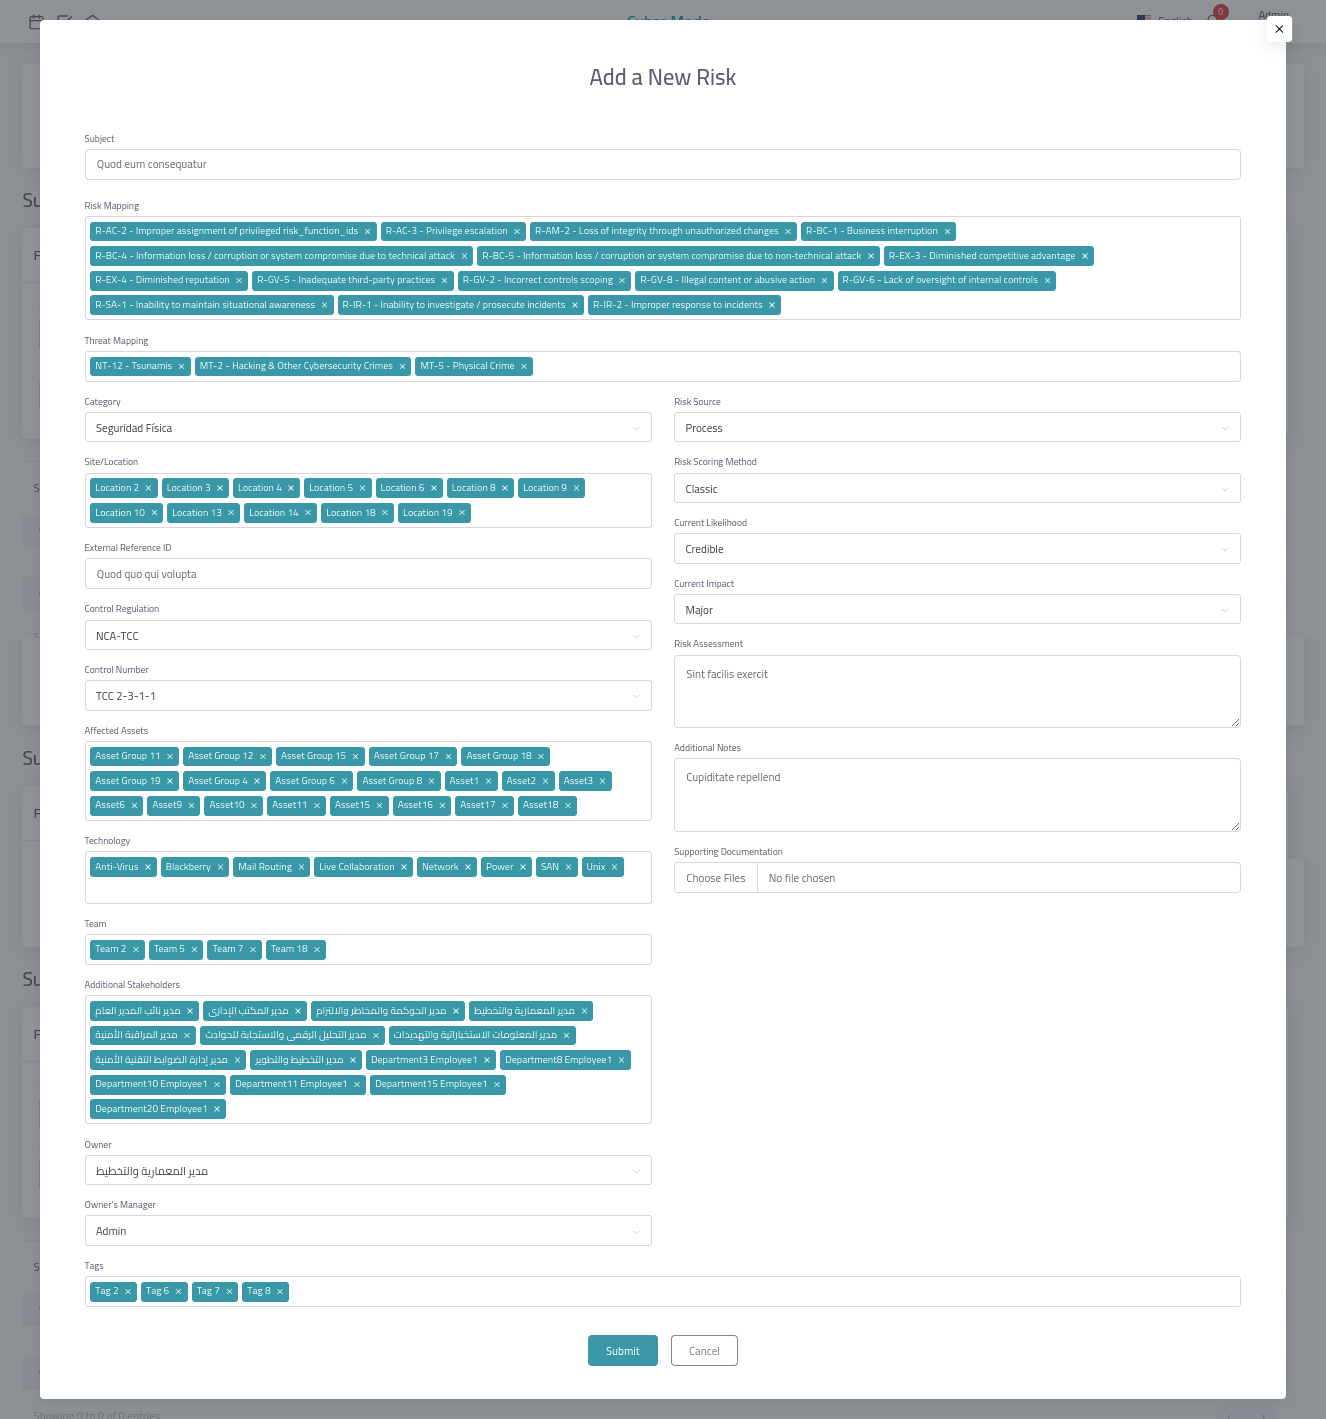 English
0
Admin
Add a New Risk
Subject
Quod eum consequatur
Risk Mapping
R-AC-2 - Improper assignment of privileged risk_function_ids × R-AC-3 - Privilege escalation × R-AM-2 - Loss of integrity through unauthorized changes × R-BC-1 - Business interruption ×
R-BC-4 - Information loss / corruption or system compromise due to technical attack × R-BC-5 - Information loss / corruption or system compromise due to non-technical attack × R-EX-3 - Diminished competitive advantage ×
R-EX-4 - Diminished reputation × R-GV-5 - Inadequate third-party practices × R-GV-2 - Incorrect controls scoping × R-GV-8 - Illegal content or abusive action × R-GV-6 - Lack of oversight of internal controls ×
R-SA-1 - Inability to maintain situational awareness × R-IR-1 - Inability to investigate / prosecute incidents × R-IR-2 - Improper response to incidents ×
Threat Mapping
NT-12 - Tsunamis × MT-2 - Hacking & Other Cybersecurity Crimes × MT-5 - Physical Crime ×
Category
Seguridad Física
Site/Location
Location 2 × Location 3 × Location 4 × Location 5 × Location 6 × Location 8 × Location 9 ×
Location 10 × Location 13 × Location 14 × Location 18 × Location 19 ×
External Reference ID
Quod quo qui volupta
Control Regulation
NCA-TCC
Control Number
TCC 2-3-1-1
Affected Assets
Asset Group 11 × Asset Group 12 × Asset Group 15 × Asset Group 17 × Asset Group 18 ×
Asset Group 19 × Asset Group 4 × Asset Group 6 × Asset Group 8 × Asset1 × Asset2 × Asset3 ×
Asset6 × Asset9 × Asset10 × Asset11 × Asset15 × Asset16 × Asset17 × Asset18 ×
Technology
Anti-Virus × Blackberry × Mail Routing × Live Collaboration × Network × Power × SAN × Unix ×
Team
Team 2 × Team 5 × Team 7 × Team 18 ×
Additional Stakeholders
مدير نائب المدير العام × مدير المكتب الإدارى × مدير الحوكمة والمخاطر والالتزام × مدير المعمارية والتخطيط ×
مدير المراقبة الأمنية × مدير التحليل الرقمى والاستجابة للحوادث × مدير المعلومات الاستخباراتية والتهديدات ×
مدير إدارة الضوابط التقنية الأمنية × مدير التخطيط والتطوير × Department3 Employee1 × Department8 Employee1 ×
Department10 Employee1 × Department11 Employee1 × Department15 Employee1 ×
Department20 Employee1 ×
Owner
مدير المعمارية والتخطيط
Owner's Manager
Admin
Risk Source
Process
Risk Scoring Method
Classic
Current Likelihood
Credible
Current Impact
Major
Risk Assessment
Sint facilis exercit
Additional Notes
Cupiditate repellend
Supporting Documentation
Choose Files No file chosen
Tags
Tag 2 × Tag 6 × Tag 7 × Tag 8 ×
Submit Cancel
Showing 0 to 0 of 0 entries